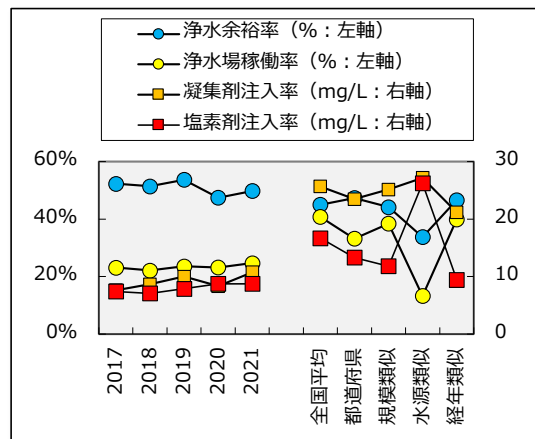 浄水余裕率（%：左軸）
浄水場稼働率（%：左軸）
凝集剤注入率（mg/L：右軸）
塩素剤注入率（mg/L：右軸）
60%
40%
20%
0%
30
20
10
0
2017
2018
2019
2020
2021
全国平均
都道府県
規模類似
水源類似
経年類似